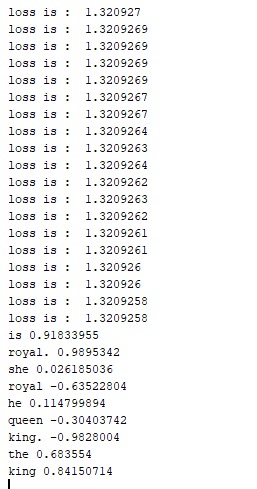 loss is :  1.320927
loss is :  1.3209269
loss is :  1.3209269
loss is :  1.3209269
loss is :  1.3209269
loss is :  1.3209267
loss is :  1.3209267
loss is :  1.3209264
loss is :  1.3209263
loss is :  1.3209264
loss is :  1.3209262
loss is :  1.3209263
loss is :  1.3209262
loss is :  1.3209261
loss is :  1.3209261
loss is :  1.320926
loss is :  1.320926
loss is :  1.3209258
loss is :  1.3209258
is 0.91833955
royal. 0.9895342
she 0.026185036
royal -0.63522804
he 0.114799894
queen -0.30403742
king. -0.9828004
the 0.683554
king 0.84150714